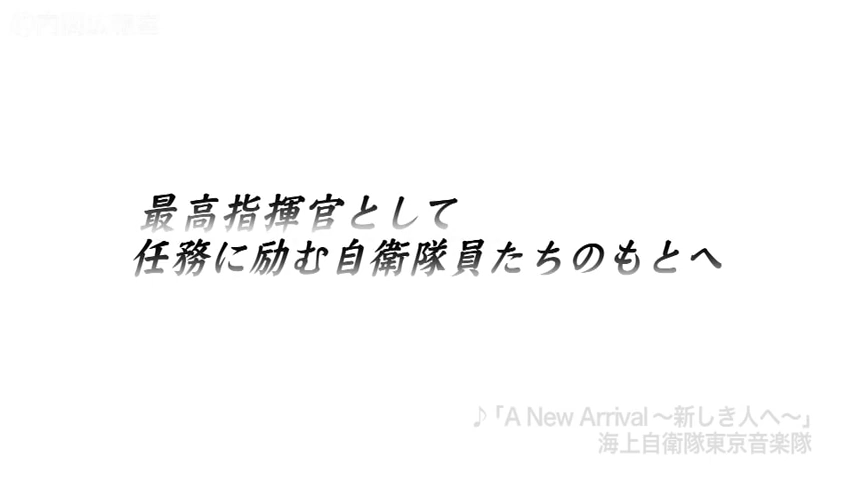 最高指揮官として
任務に励む自衛隊員たちのもとへ
♪「A New Arrival～新しき人へ～」
海上自衛隊東京音楽隊